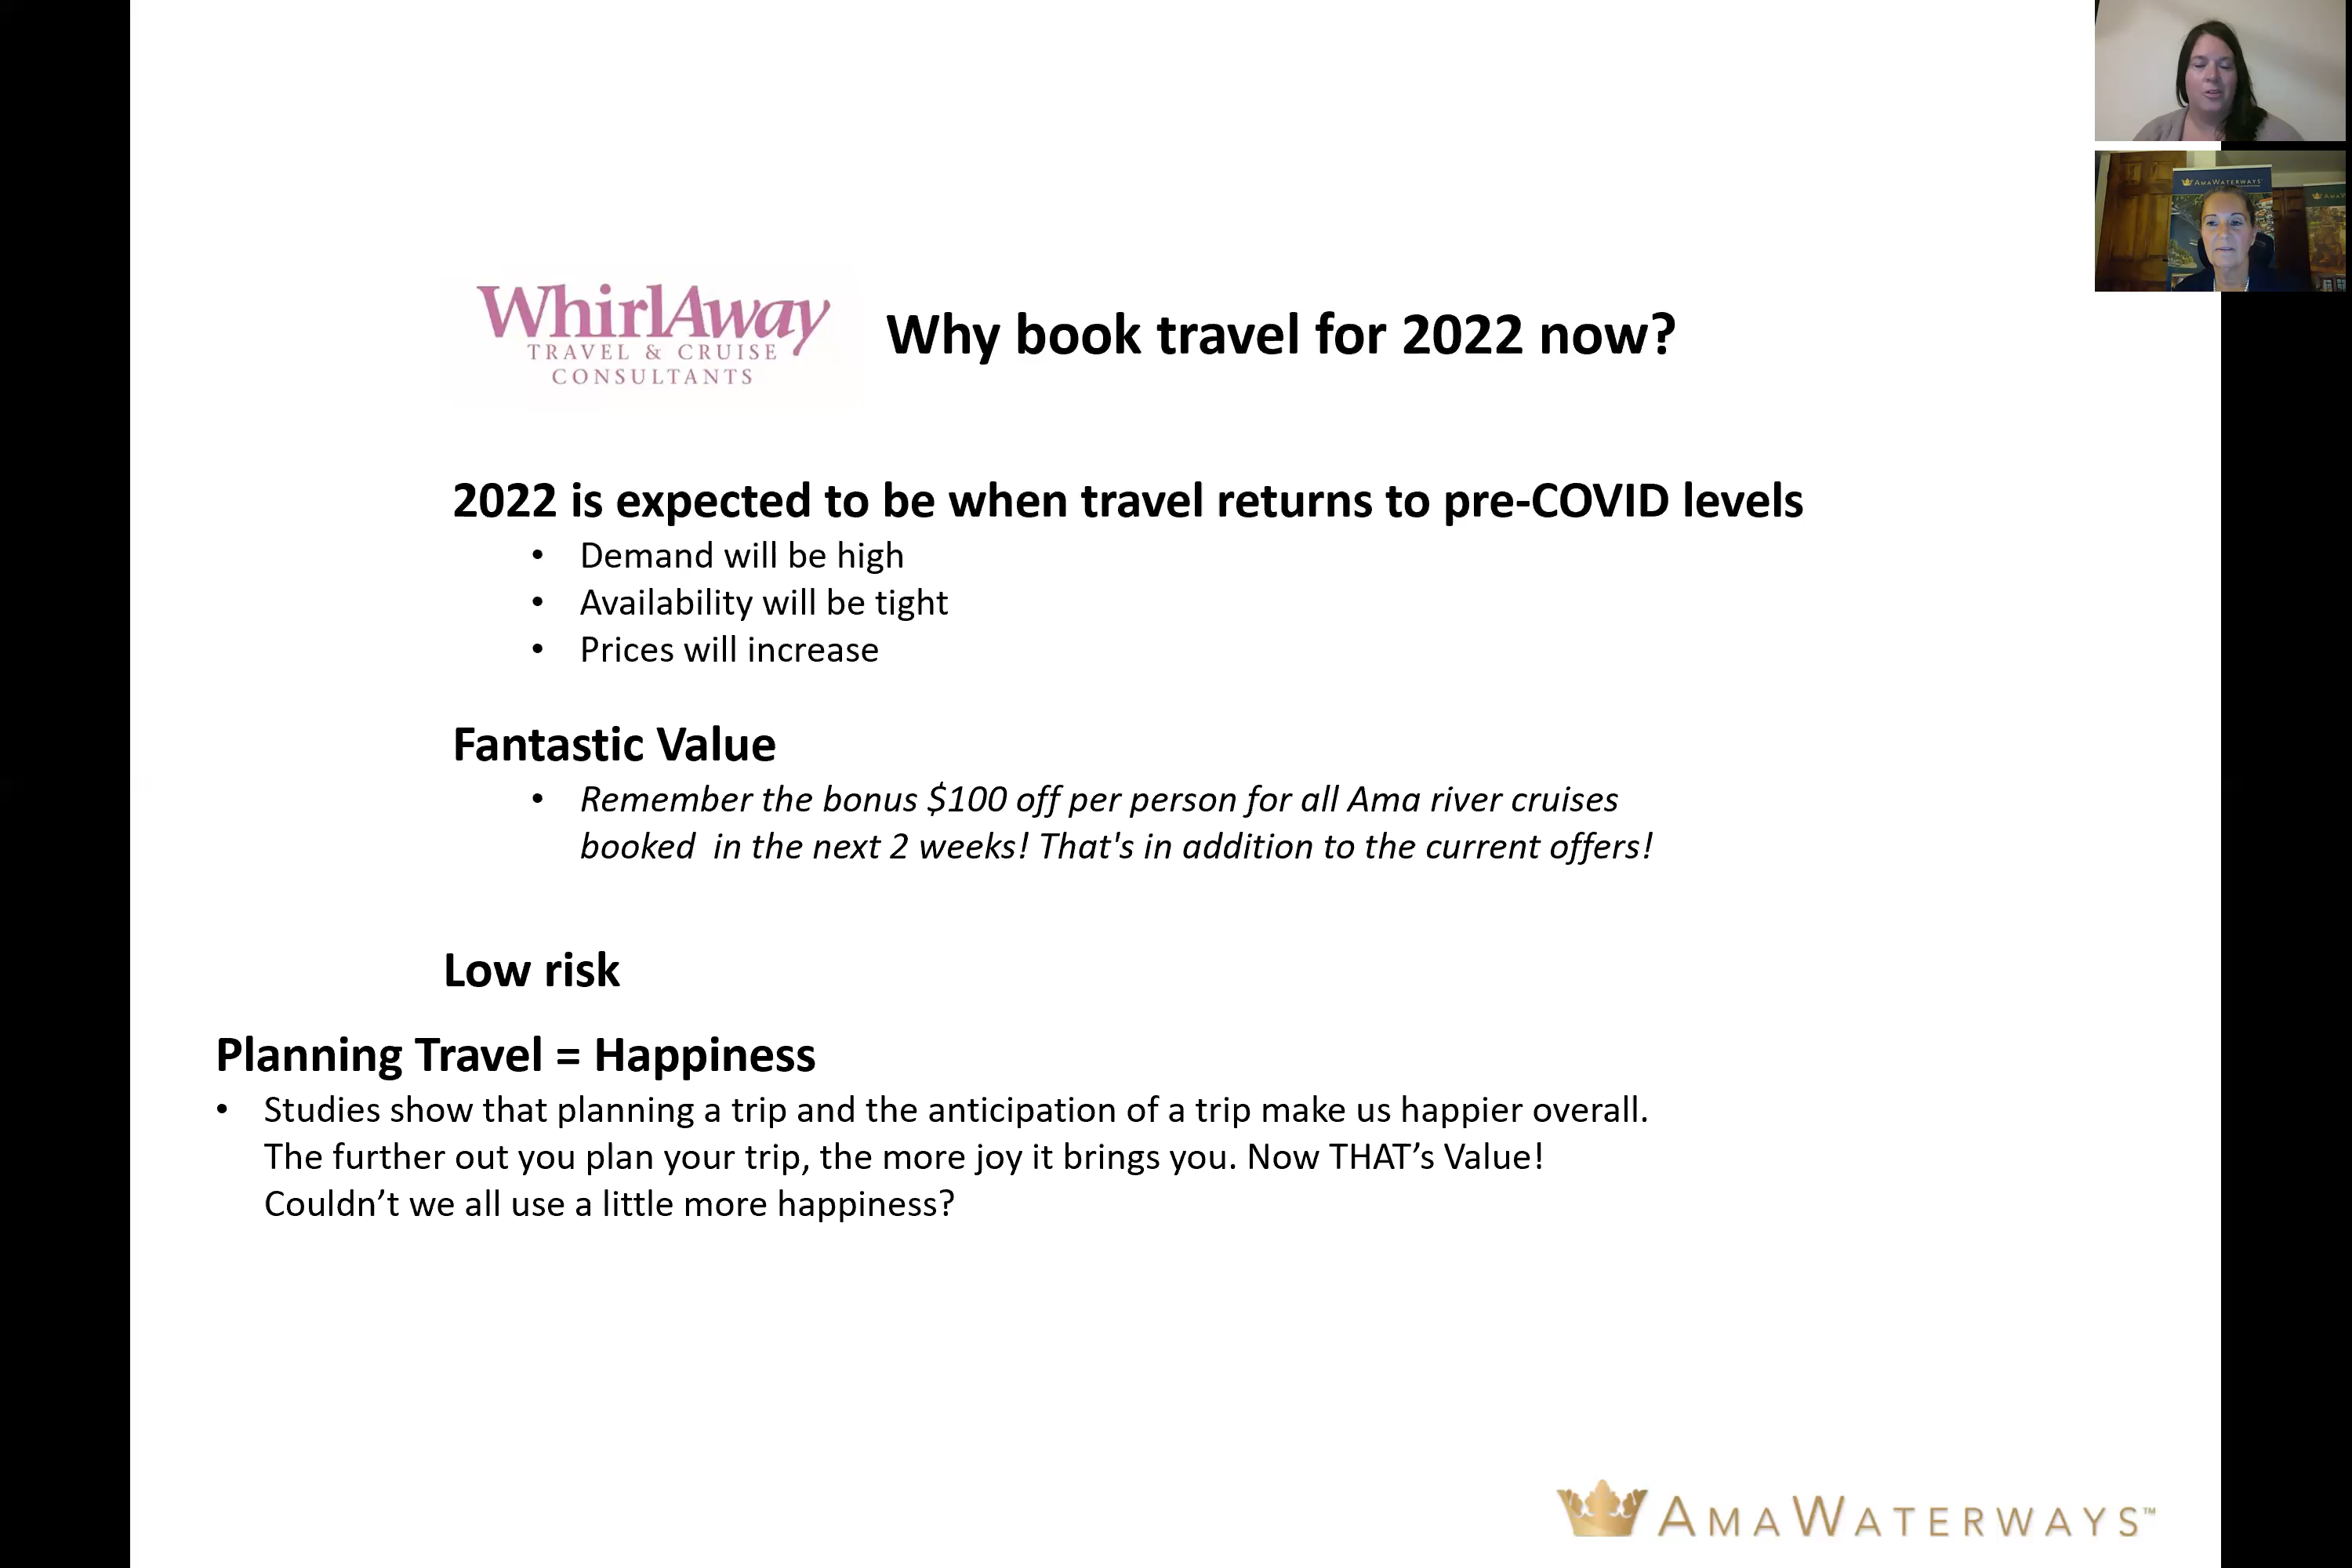 AMAWATERWAYS
AMAWA
WhirlAway
TRAVEL & CRUISE
CONSULTANTS
Why book travel for 2022 now?
2022 is expected to be when travel returns to pre-COVID levels
• Demand will be high
• Availability will be tight
• Prices will increase
Fantastic Value
• Remember the bonus $100 off per person for all Ama river cruises
booked  in the next 2 weeks! That's in addition to the current offers!
Low risk
Planning Travel = Happiness
• Studies show that planning a trip and the anticipation of a trip make us happier overall.
The further out you plan your trip, the more joy it brings you. Now THAT’s Value!
Couldn’t we all use a little more happiness?
AMAWATERWAYS™